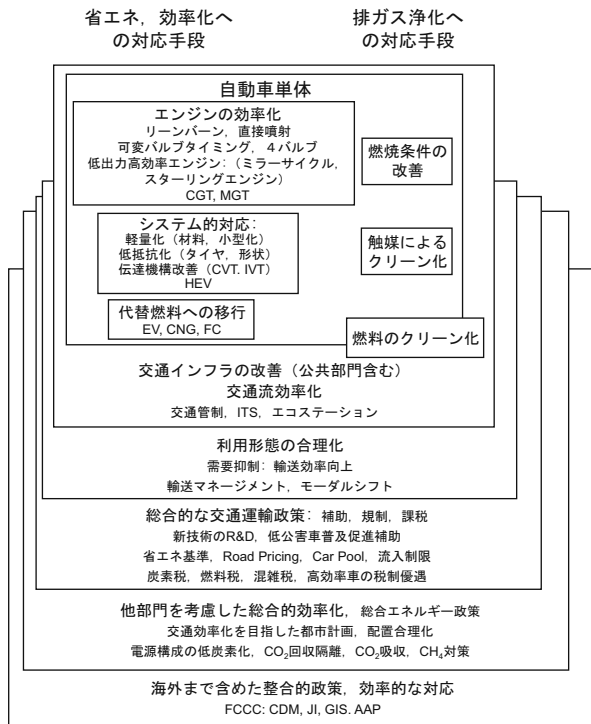 省エネ，効率化へ
の対応手段
排ガス浄化へ
の対応手段
自動車単体
エンジンの効率化
リーンバーン，直接噴射
可変バルブタイミング，４バルブ
低出力高効率エンジン：（ミラーサイクル，
スターリングエンジン）
CGT, MGT
燃焼条件の
改善
システム的対応：
軽量化（材料，小型化）
低抵抗化（タイヤ，形状）
伝達機構改善（CVT. IVT）
HEV
触媒による
クリーン化
代替燃料への移行
EV, CNG, FC
燃料のクリーン化
交通インフラの改善（公共部門含む）
交通流効率化
交通管制，ITS，エコステーション
利用形態の合理化
需要抑制：輸送効率向上
輸送マネージメント，モーダルシフト
総合的な交通運輸政策：補助，規制，課税
新技術のR&D，低公害車普及促進補助
省エネ基準，Road Pricing，Car Pool，流入制限
炭素税，燃料税，混雑税，高効率車の税制優遇
他部門を考慮した総合的効率化，総合エネルギー政策
交通効率化を目指した都市計画，配置合理化
電源構成の低炭素化，CO₂回収隔離，CO₂吸収，CH₄対策
海外まで含めた整合的政策，効率的な対応
FCCC: CDM, JI, GIS. AAP